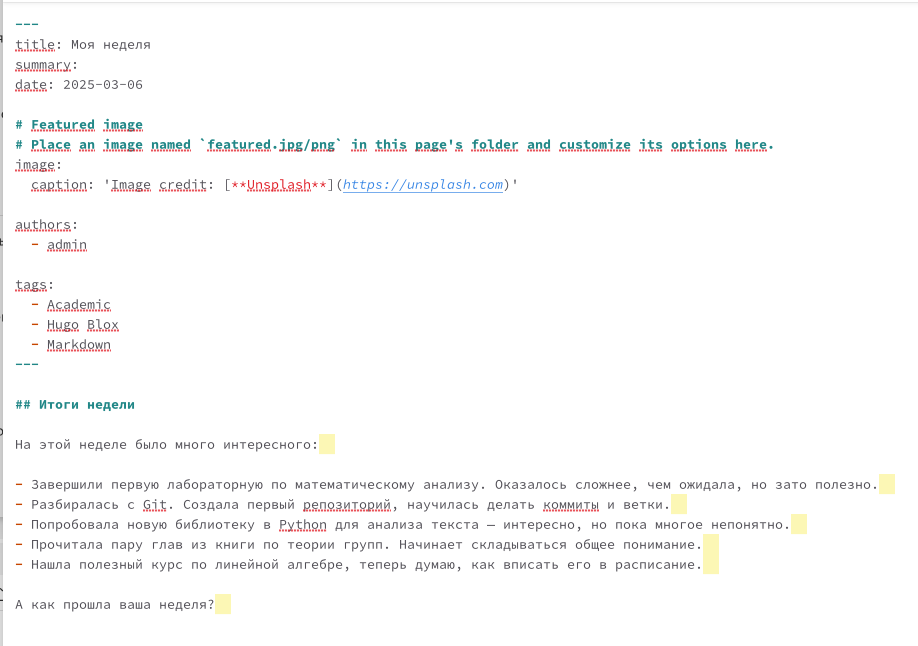 ---
title: Моя неделя
summary:
date: 2025-03-06
# Featured image
# Place an image named `featured.jpg/png` in this page's folder and customize its options here.
image:
caption: 'Image credit: [**Unsplash**](https://unsplash.com)'
authors:
- admin
tags:
- Academic
- Hugo Blox
- Markdown
---
## Итоги недели
На этой неделе было много интересного:
- Завершили первую лабораторную по математическому анализу. Оказалось сложнее, чем ожидала, но зато полезно.
- Разбиралась с Git. Создала первый репозиторий, научилась делать коммиты и ветки.
- Попробовала новую библиотеку в Python для анализа текста — интересно, но пока многое непонятно.
- Прочитала пару глав из книги по теории групп. Начинает складываться общее понимание.
- Нашла полезный курс по линейной алгебре, теперь думаю, как вписать его в расписание.
А как прошла ваша неделя?